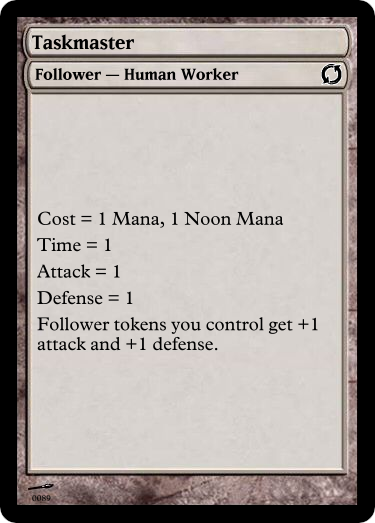 Taskmaster
Follower — Human Worker
Cost = 1 Mana, 1 Noon Mana
Time = 1
Attack = 1
Defense = 1
Follower tokens you control get +1
attack and +1 defense.
0089